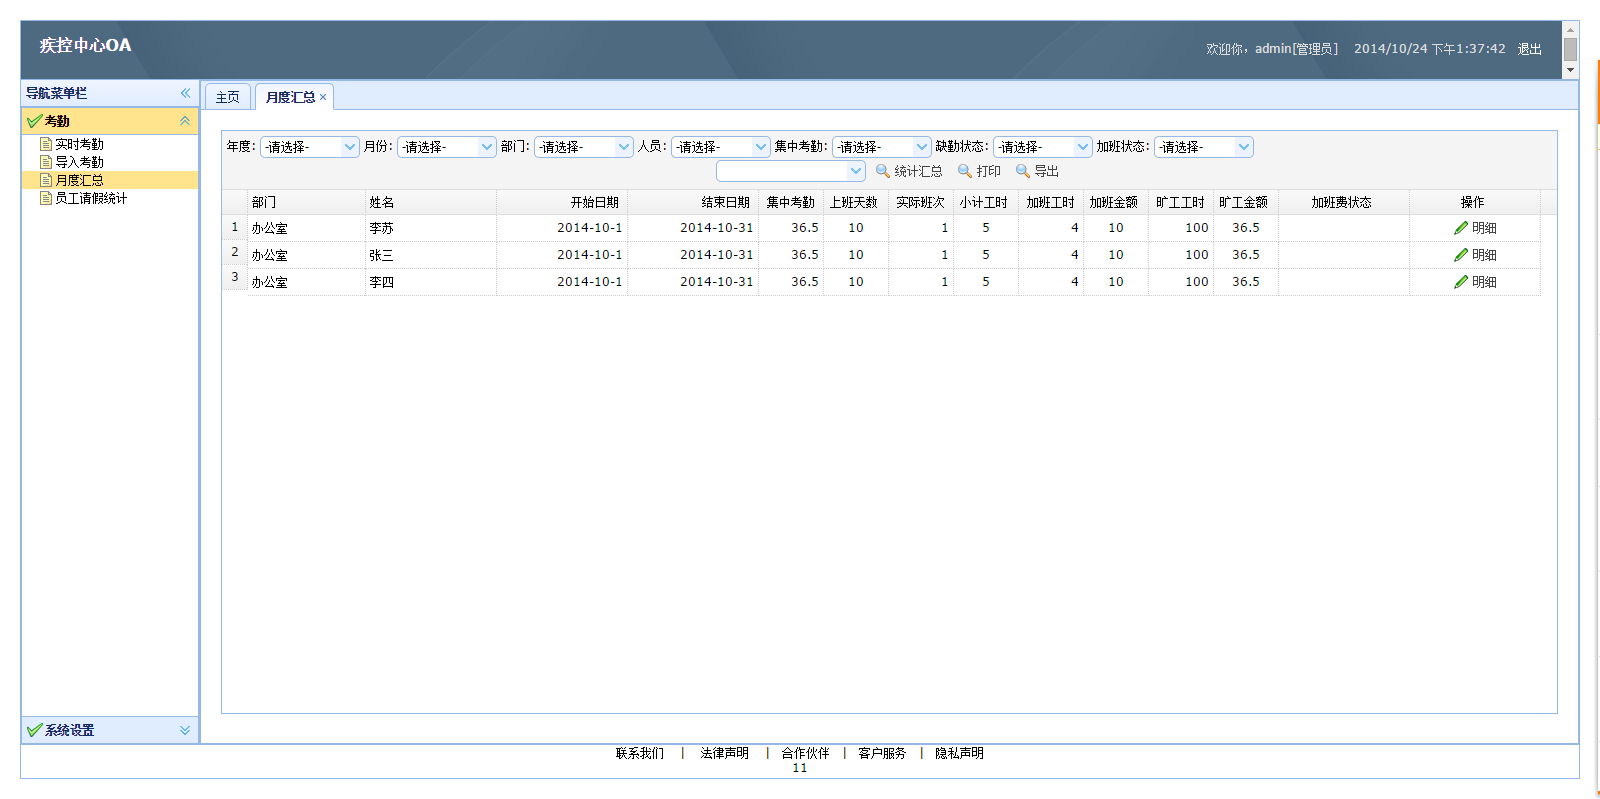 疾控中心OA
欢迎你，admin[管理员] 2014/10/24 下午1:37:42 退出
导航菜单栏
考勤
实时考勤
导入考勤
月度汇总
员工请假统计
系统设置
主页 月度汇总
年度: -请选择- 月份: -请选择- 部门: -请选择- 人员: -请选择- 集中考勤: -请选择- 缺勤状态: -请选择- 加班状态: -请选择-
统计汇总 打印 导出
部门 姓名 开始日期 结束日期 集中考勤 上班天数 实际班次 小计工时 加班工时 加班金额 旷工工时 旷工金额 加班费状态 操作
1 办公室 李苏 2014-10-1 2014-10-31 36.5 10 1 5 4 10 100 36.5 明细
2 办公室 张三 2014-10-1 2014-10-31 36.5 10 1 5 4 10 100 36.5 明细
3 办公室 李四 2014-10-1 2014-10-31 36.5 10 1 5 4 10 100 36.5 明细
联系我们 | 法律声明 | 合作伙伴 | 客户服务 | 隐私声明
11